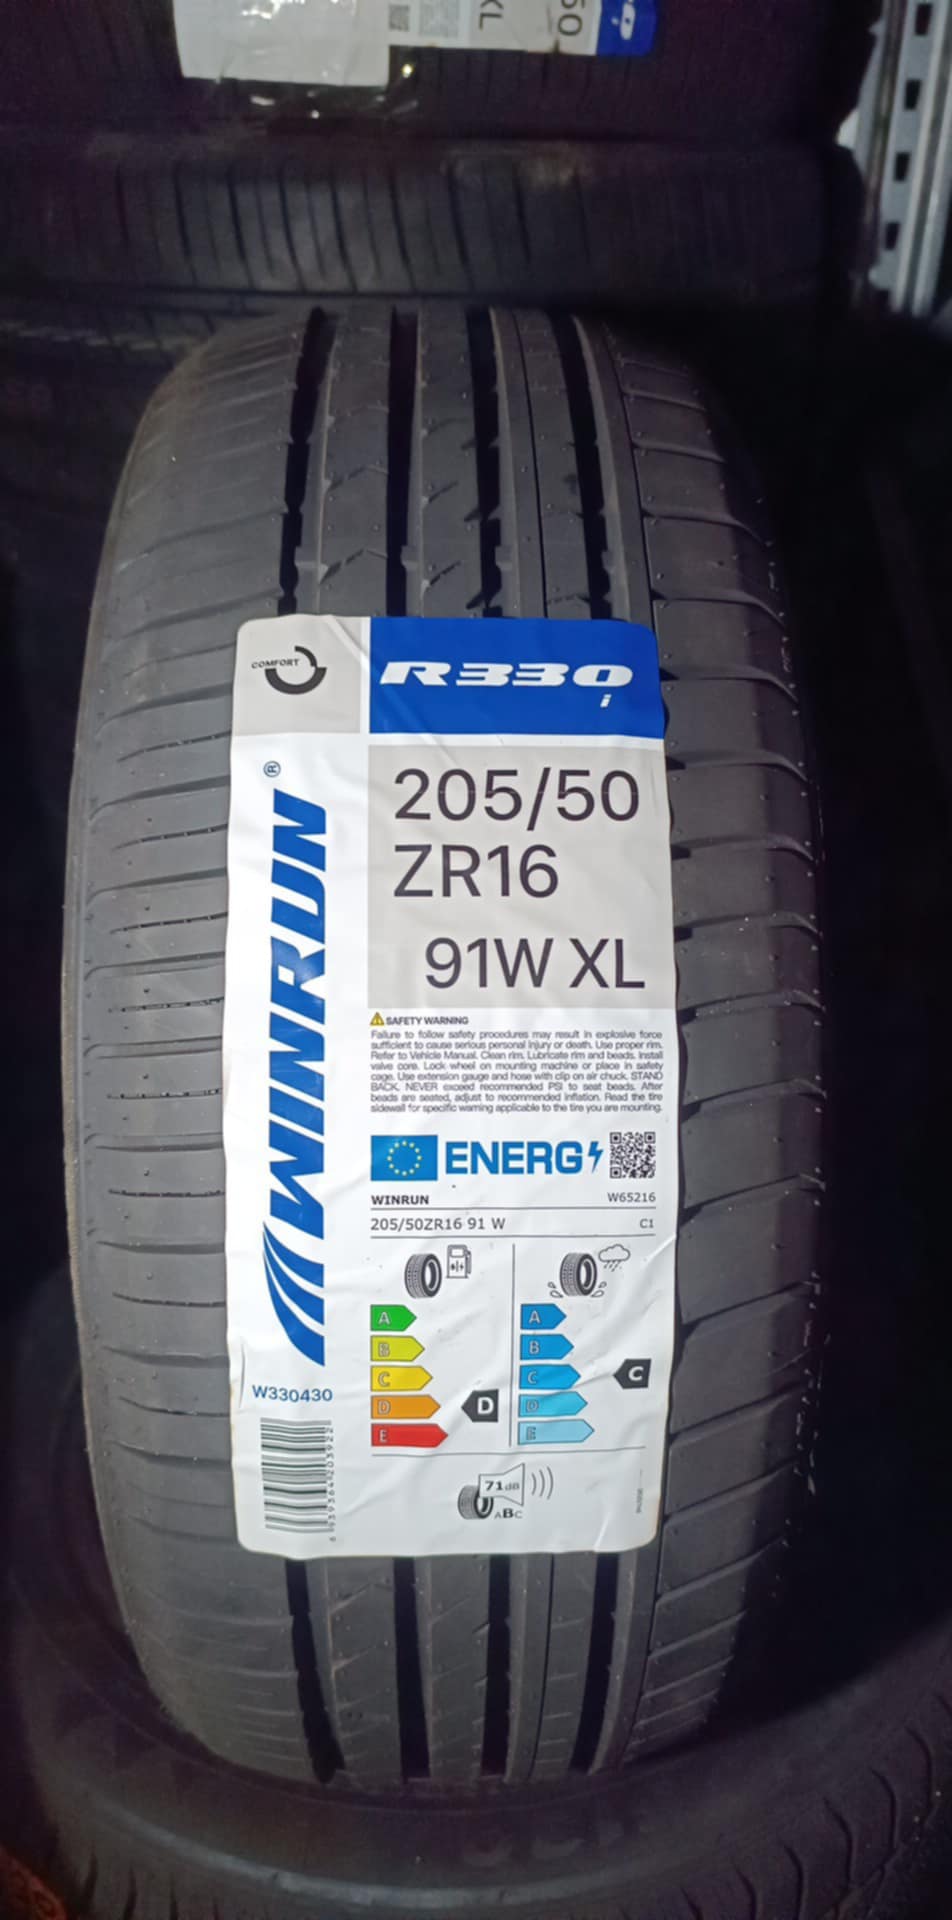 COMFORT
R330
i
WINRUN®
205/50
ZR16
91W XL
SAFETY WARNING
Failure to follow safety procedures may result in explosive force
sufficient to cause serious personal injury or death. Use proper rim.
Refer to Vehicle Manual. Clean rim. Lubricate rim and beads. Install
valve core. Lock wheel on mounting machine or place in safety
cage. Use extension gauge and hose with clip on air chuck. STAND
BACK. NEVER exceed recommended PSI to seat beads. After
beads are seated, adjust to recommended inflation. Read the tire
sidewall for specific warning applicable to the tire you are mounting.
ENERG
WINRUN W65216
205/50ZR16 91 W C1
A A
B B
C C C
D D D
E E
71 dB
ABC
W330430
6939364203922
XL
50